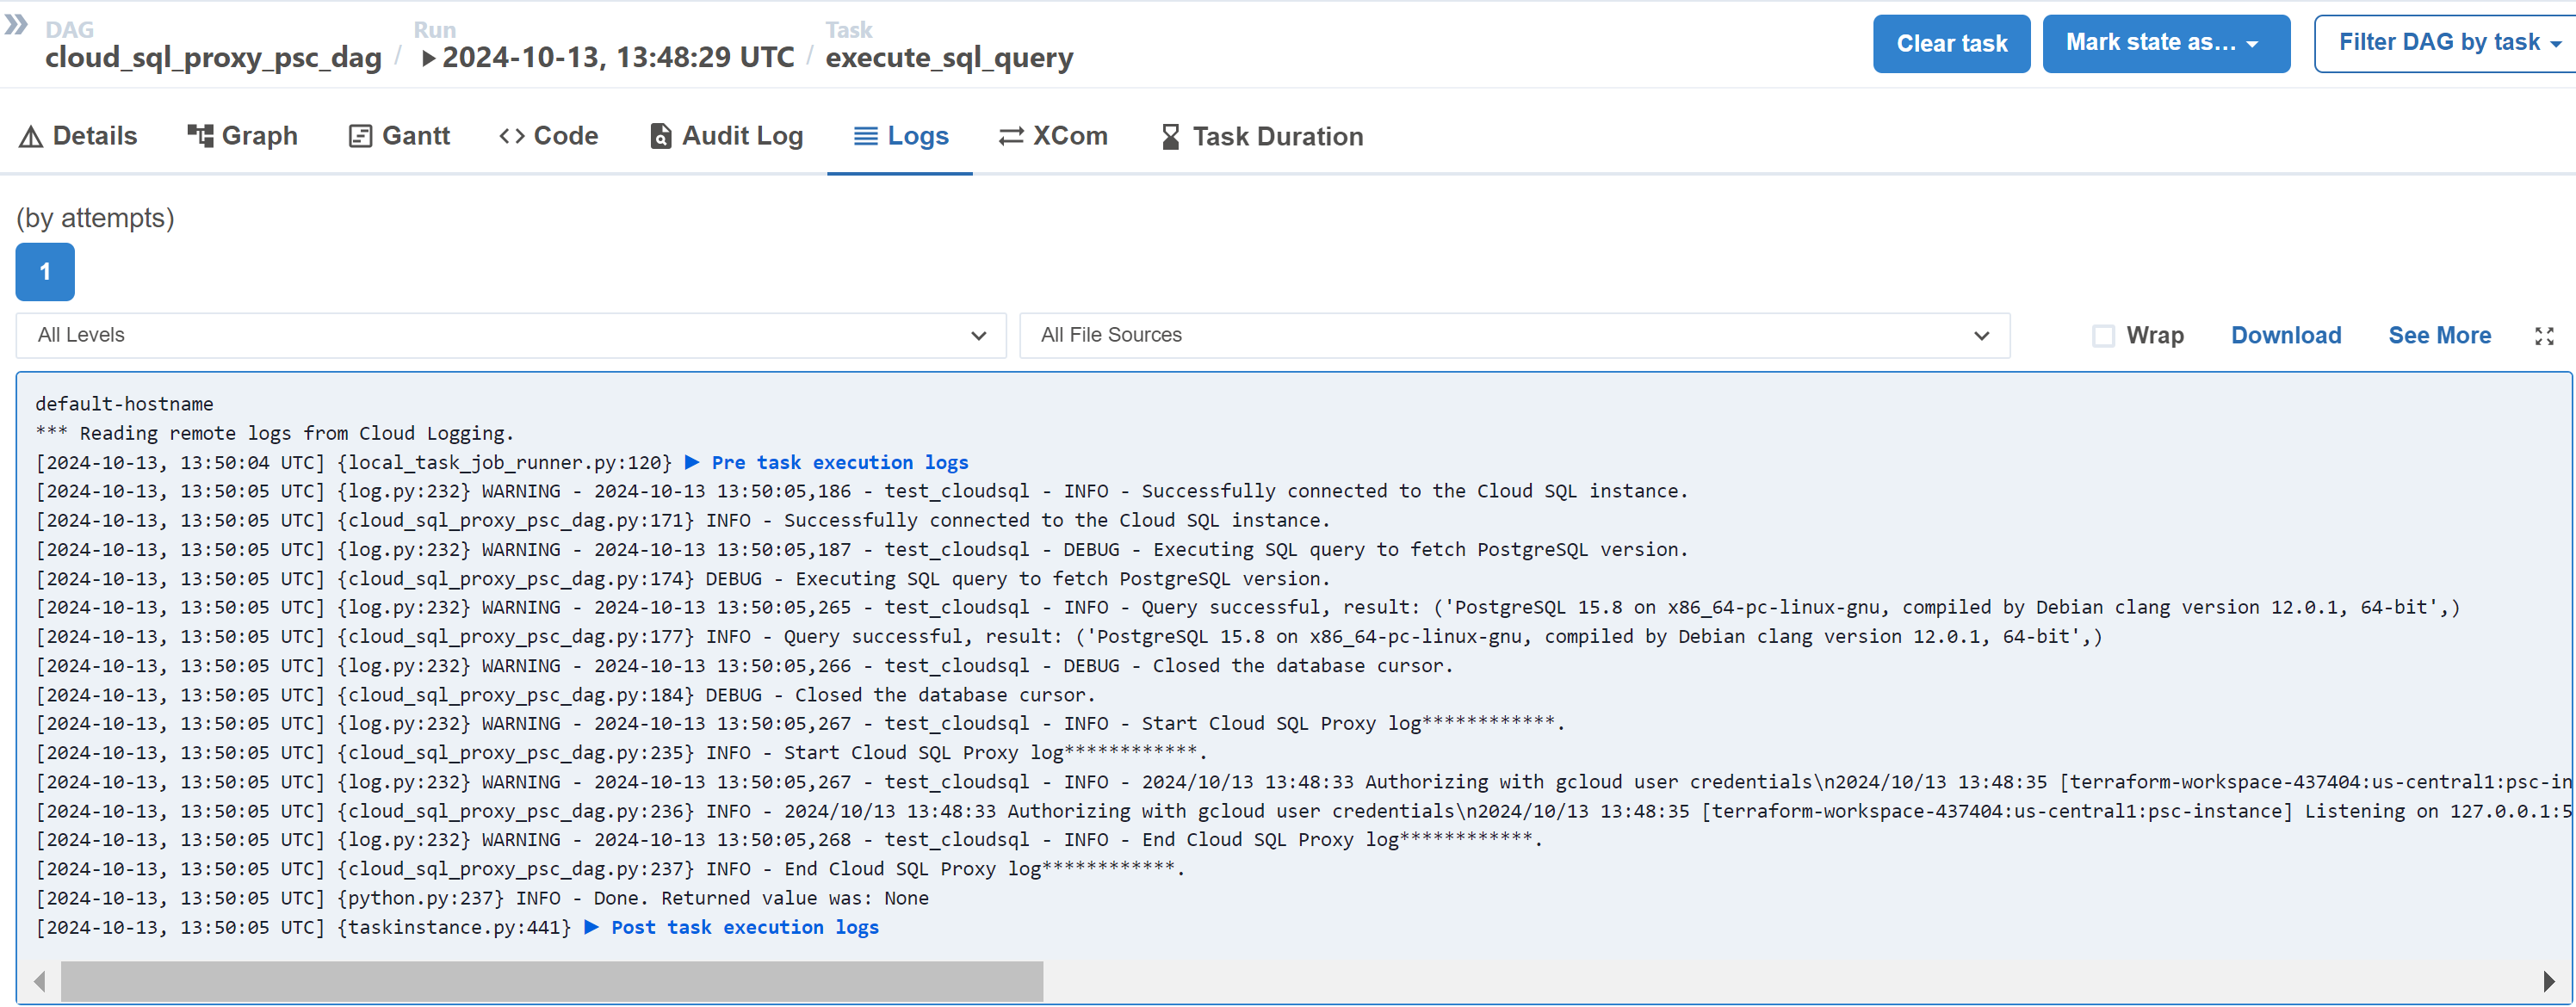 DAG
cloud_sql_proxy_psc_dag
/
Run
2024-10-13, 13:48:29 UTC
/
Task
execute_sql_query
Clear task
Mark state as...
Filter DAG by task
Details
Graph
Gantt
Code
Audit Log
Logs
XCom
Task Duration
(by attempts)
1
All Levels
All File Sources
Wrap
Download
See More
default-hostname
*** Reading remote logs from Cloud Logging.
[2024-10-13, 13:50:04 UTC] {local_task_job_runner.py:120} ▶ Pre task execution logs
[2024-10-13, 13:50:05 UTC] {log.py:232} WARNING - 2024-10-13 13:50:05,186 - test_cloudsql - INFO - Successfully connected to the Cloud SQL instance.
[2024-10-13, 13:50:05 UTC] {cloud_sql_proxy_psc_dag.py:171} INFO - Successfully connected to the Cloud SQL instance.
[2024-10-13, 13:50:05 UTC] {log.py:232} WARNING - 2024-10-13 13:50:05,187 - test_cloudsql - DEBUG - Executing SQL query to fetch PostgreSQL version.
[2024-10-13, 13:50:05 UTC] {cloud_sql_proxy_psc_dag.py:174} DEBUG - Executing SQL query to fetch PostgreSQL version.
[2024-10-13, 13:50:05 UTC] {log.py:232} WARNING - 2024-10-13 13:50:05,265 - test_cloudsql - INFO - Query successful, result: ('PostgreSQL 15.8 on x86_64-pc-linux-gnu, compiled by Debian clang version 12.0.1, 64-bit',)
[2024-10-13, 13:50:05 UTC] {cloud_sql_proxy_psc_dag.py:177} INFO - Query successful, result: ('PostgreSQL 15.8 on x86_64-pc-linux-gnu, compiled by Debian clang version 12.0.1, 64-bit',)
[2024-10-13, 13:50:05 UTC] {log.py:232} WARNING - 2024-10-13 13:50:05,266 - test_cloudsql - DEBUG - Closed the database cursor.
[2024-10-13, 13:50:05 UTC] {cloud_sql_proxy_psc_dag.py:184} DEBUG - Closed the database cursor.
[2024-10-13, 13:50:05 UTC] {log.py:232} WARNING - 2024-10-13 13:50:05,267 - test_cloudsql - INFO - Start Cloud SQL Proxy log************.
[2024-10-13, 13:50:05 UTC] {cloud_sql_proxy_psc_dag.py:235} INFO - Start Cloud SQL Proxy log************.
[2024-10-13, 13:50:05 UTC] {log.py:232} WARNING - 2024-10-13 13:50:05,267 - test_cloudsql - INFO - 2024/10/13 13:48:33 Authorizing with gcloud user credentials\n2024/10/13 13:48:35 [terraform-workspace-437404:us-central1:psc-in
[2024-10-13, 13:50:05 UTC] {cloud_sql_proxy_psc_dag.py:236} INFO - 2024/10/13 13:48:33 Authorizing with gcloud user credentials\n2024/10/13 13:48:35 [terraform-workspace-437404:us-central1:psc-instance] Listening on 127.0.0.1:5
[2024-10-13, 13:50:05 UTC] {log.py:232} WARNING - 2024-10-13 13:50:05,268 - test_cloudsql - INFO - End Cloud SQL Proxy log************.
[2024-10-13, 13:50:05 UTC] {cloud_sql_proxy_psc_dag.py:237} INFO - End Cloud SQL Proxy log************.
[2024-10-13, 13:50:05 UTC] {python.py:237} INFO - Done. Returned value was: None
[2024-10-13, 13:50:05 UTC] {taskinstance.py:441} ▶ Post task execution logs